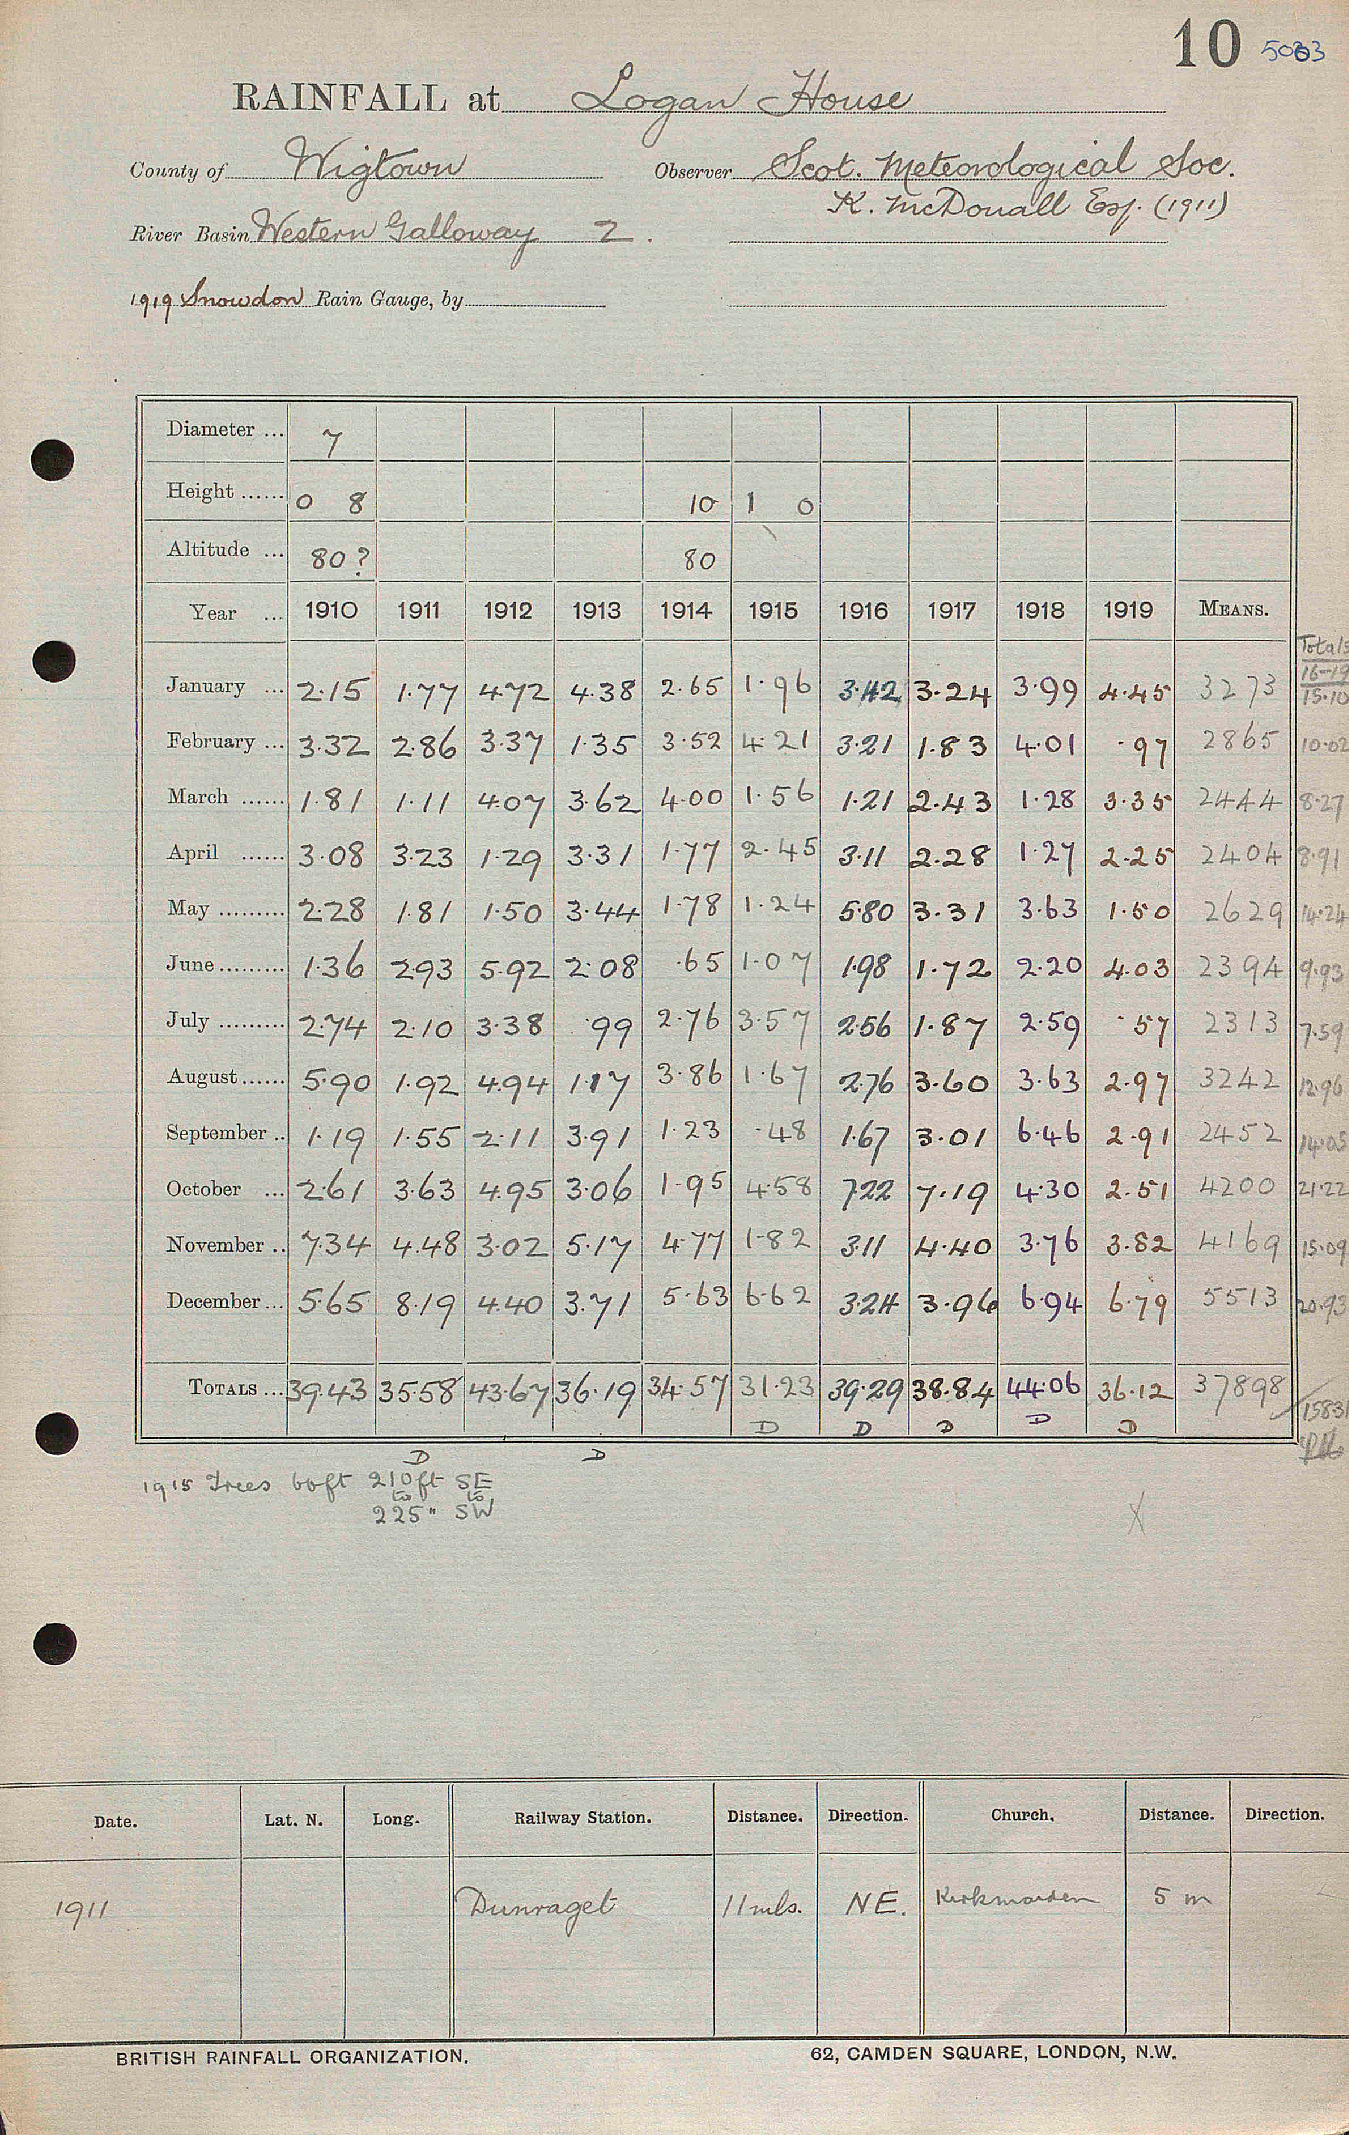 10 5033
RAINFALL at Logan House
County of Wigtown Observer Scot. Meteorological Soc.
K. McDouall Esq. (1911)
River Basin Western Galloway 2.
1919 Snowdon Rain Gauge, by
Diameter ... 7
Height ...... 0 8 10 1 0
Altitude ... 80? 80
Year ... 1910 1911 1912 1913 1914 1915 1916 1917 1918 1919 MEANS. Totals
16-19
January ... 2.15 1.77 4.72 4.38 2.65 1.96 3.42 3.24 3.99 4.45 3273 15.10
February ... 3.32 2.86 3.37 1.35 3.52 4.21 3.21 1.83 4.01 .97 2865 10.02
March ...... 1.81 1.11 4.07 3.62 4.00 1.56 1.21 2.43 1.28 3.35 2444 8.27
April ...... 3.08 3.23 1.29 3.31 1.77 2.45 3.11 2.28 1.27 2.25 2404 8.91
May ......... 2.28 1.81 1.50 3.44 1.78 1.24 5.80 3.31 3.63 1.50 2629 14.24
June ......... 1.36 2.93 5.92 2.08 .65 1.07 1.98 1.72 2.20 4.03 2394 9.93
July ......... 2.74 2.10 3.38 .99 2.76 3.57 2.56 1.87 2.59 .57 2313 7.59
August ...... 5.90 1.92 4.94 1.17 3.86 1.67 2.76 3.60 3.63 2.97 3242 12.96
September .. 1.19 1.55 2.11 3.91 1.23 .48 1.67 3.01 6.46 2.91 2452 14.05
October ... 2.61 3.63 4.95 3.06 1.95 4.58 7.22 7.19 4.30 2.51 4200 21.22
November .. 7.34 4.48 3.02 5.17 4.77 1.82 3.11 4.40 3.76 3.82 4169 15.09
December ... 5.65 8.19 4.40 3.71 5.63 6.62 3.24 3.96 6.94 6.79 5513 20.93
TOTALS ... 39.43 35.58 43.67 36.19 34.57 31.23 39.29 38.84 44.06 36.12 37898 15831
D D D D D
D D
1915 Trees 60ft 210ft SE
to to
225" SW
X
Date. Lat. N. Long. Railway Station. Distance. Direction. Church. Distance. Direction.
1911 Dunraget 11 mls. NE. Kirkmaiden 5 m
BRITISH RAINFALL ORGANIZATION. 62, CAMDEN SQUARE, LONDON, N.W.